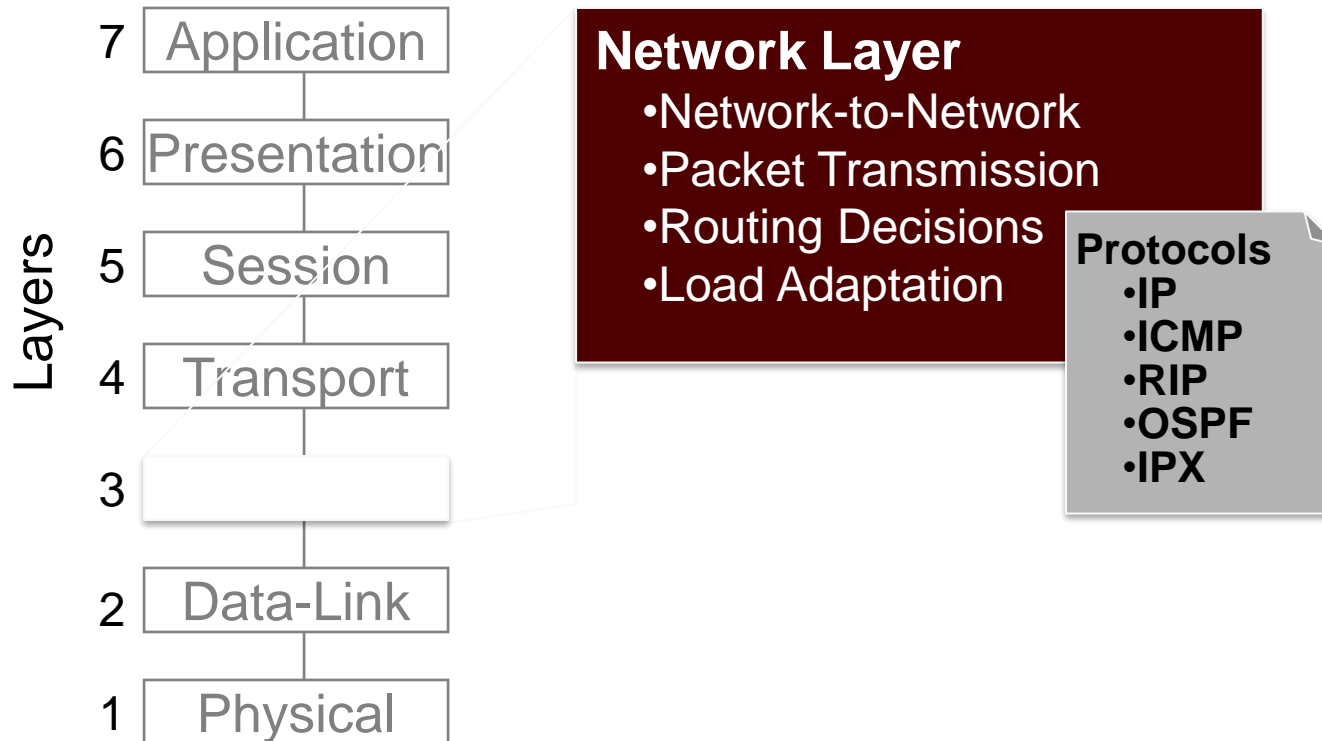 Layers
7 Application
6 Presentation
5 Session
4 Transport
3
2 Data-Link
1 Physical
Network Layer
•Network-to-Network
•Packet Transmission
•Routing Decisions
•Load Adaptation
Protocols
•IP
•ICMP
•RIP
•OSPF
•IPX